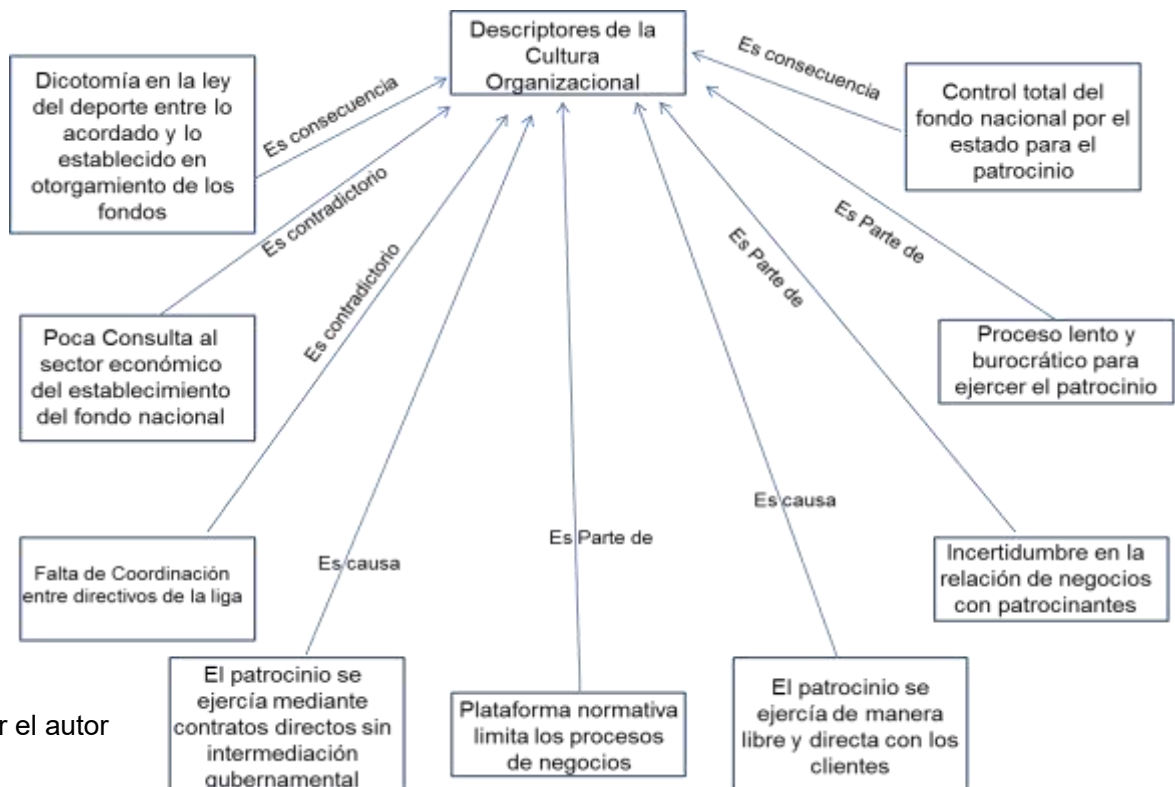 Descriptores de la
Cultura
Organizacional
Dicotomía en la ley
del deporte entre lo
acordado y lo
establecido en
otorgamiento de los
fondos
Es consecuencia
Es consecuencia
Control total del
fondo nacional por el
estado para el
patrocinio
Es contradictorio
Es contradictorio
Es Parte de
Es Parte de
Poca Consulta al
sector económico
del establecimiento
del fondo nacional
Proceso lento y
burocrático para
ejercer el patrocinio
Falta de Coordinación
entre directivos de la liga
Es causa
Es Parte de
Es causa
Incertidumbre en la
relación de negocios
con patrocinantes
El patrocinio se
ejercía mediante
contratos directos sin
intermediación
gubernamental
Plataforma normativa
limita los procesos
de negocios
El patrocinio se
ejercía de manera
libre y directa con los
clientes
el autor